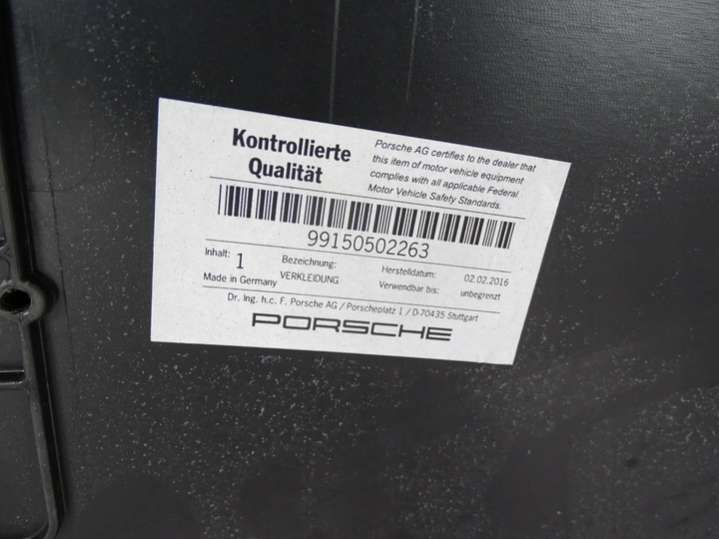 Kontrollierte
Qualität
Porsche AG certifies to the dealer that
this item of motor vehicle equipment
complies with all applicable Federal
Motor Vehicle Safety Standards.
99150502263
Inhalt: 1
Made in Germany
Bezeichnung:
VERKLEIDUNG
Herstelldatum: 02.02.2016
Verwendbar bis: unbegrenzt
Dr. Ing. h.c. F. Porsche AG / Porscheplatz 1 / D-70435 Stuttgart
PORSCHE